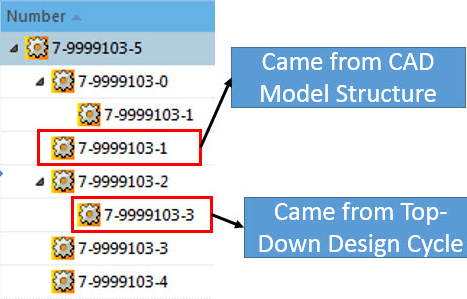 Number
7-9999103-5
7-9999103-0
7-9999103-1
7-9999103-1
7-9999103-2
7-9999103-3
7-9999103-3
7-9999103-4
Came from CAD
Model Structure
Came from Top-
Down Design Cycle